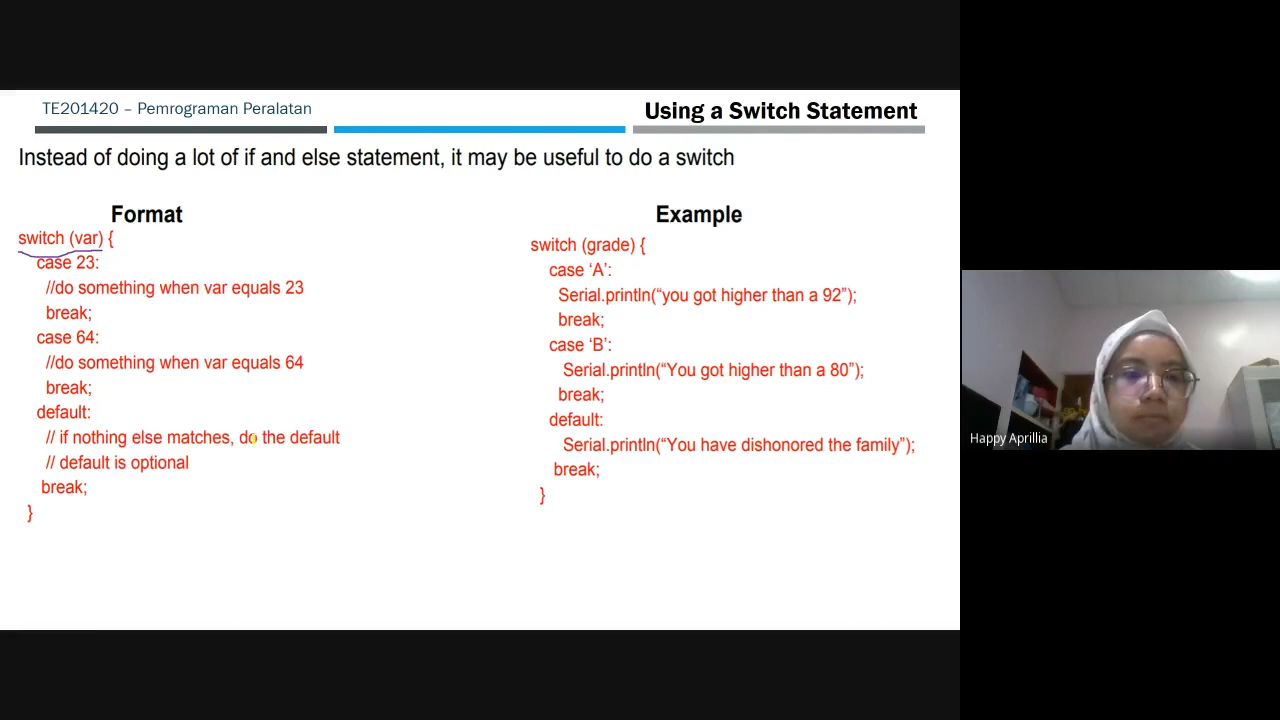 TE201420 – Pemrograman Peralatan
Using a Switch Statement
Instead of doing a lot of if and else statement, it may be useful to do a switch
Format
switch (var) {
case 23:
//do something when var equals 23
break;
case 64:
//do something when var equals 64
break;
default:
// if nothing else matches, do the default
// default is optional
break;
}
Example
switch (grade) {
case ‘A’:
Serial.println(“you got higher than a 92”);
break;
case ‘B’:
Serial.println(“You got higher than a 80”);
break;
default:
Serial.println(“You have dishonored the family”);
break;
}
Happy Aprillia